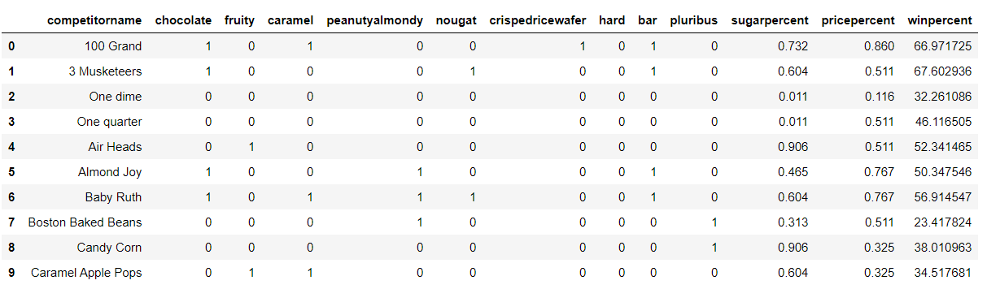 competitorname chocolate fruity caramel peanutyalmondy nougat crispedricewafer hard bar pluribus sugarpercent pricepercent winpercent
0 100 Grand 1 0 1 0 0 1 0 1 0 0.732 0.860 66.971725
1 3 Musketeers 1 0 0 0 1 0 0 1 0 0.604 0.511 67.602936
2 One dime 0 0 0 0 0 0 0 0 0 0.011 0.116 32.261086
3 One quarter 0 0 0 0 0 0 0 0 0 0.011 0.511 46.116505
4 Air Heads 0 1 0 0 0 0 0 0 0 0.906 0.511 52.341465
5 Almond Joy 1 0 0 1 0 0 0 1 0 0.465 0.767 50.347546
6 Baby Ruth 1 0 1 1 1 0 0 1 0 0.604 0.767 56.914547
7 Boston Baked Beans 0 0 0 1 0 0 0 0 1 0.313 0.511 23.417824
8 Candy Corn 0 0 0 0 0 0 0 0 1 0.906 0.325 38.010963
9 Caramel Apple Pops 0 1 1 0 0 0 0 0 0 0.604 0.325 34.517681